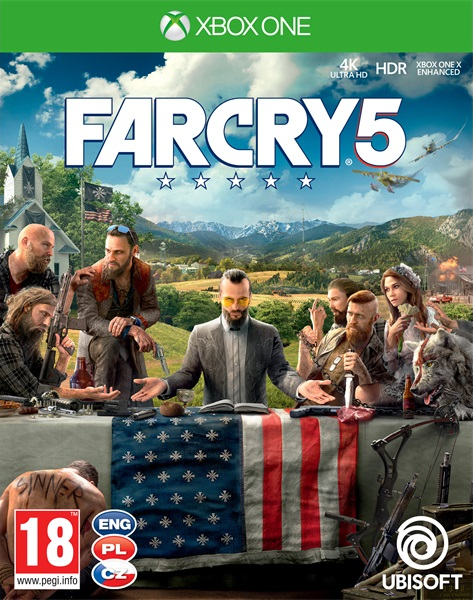 XBOX ONE
4K
ULTRA HD
HDR
XBOX ONE X
ENHANCED
FARCRY5
®
SINNER
18
www.pegi.info
ENG
PL
CZ
UBISOFT